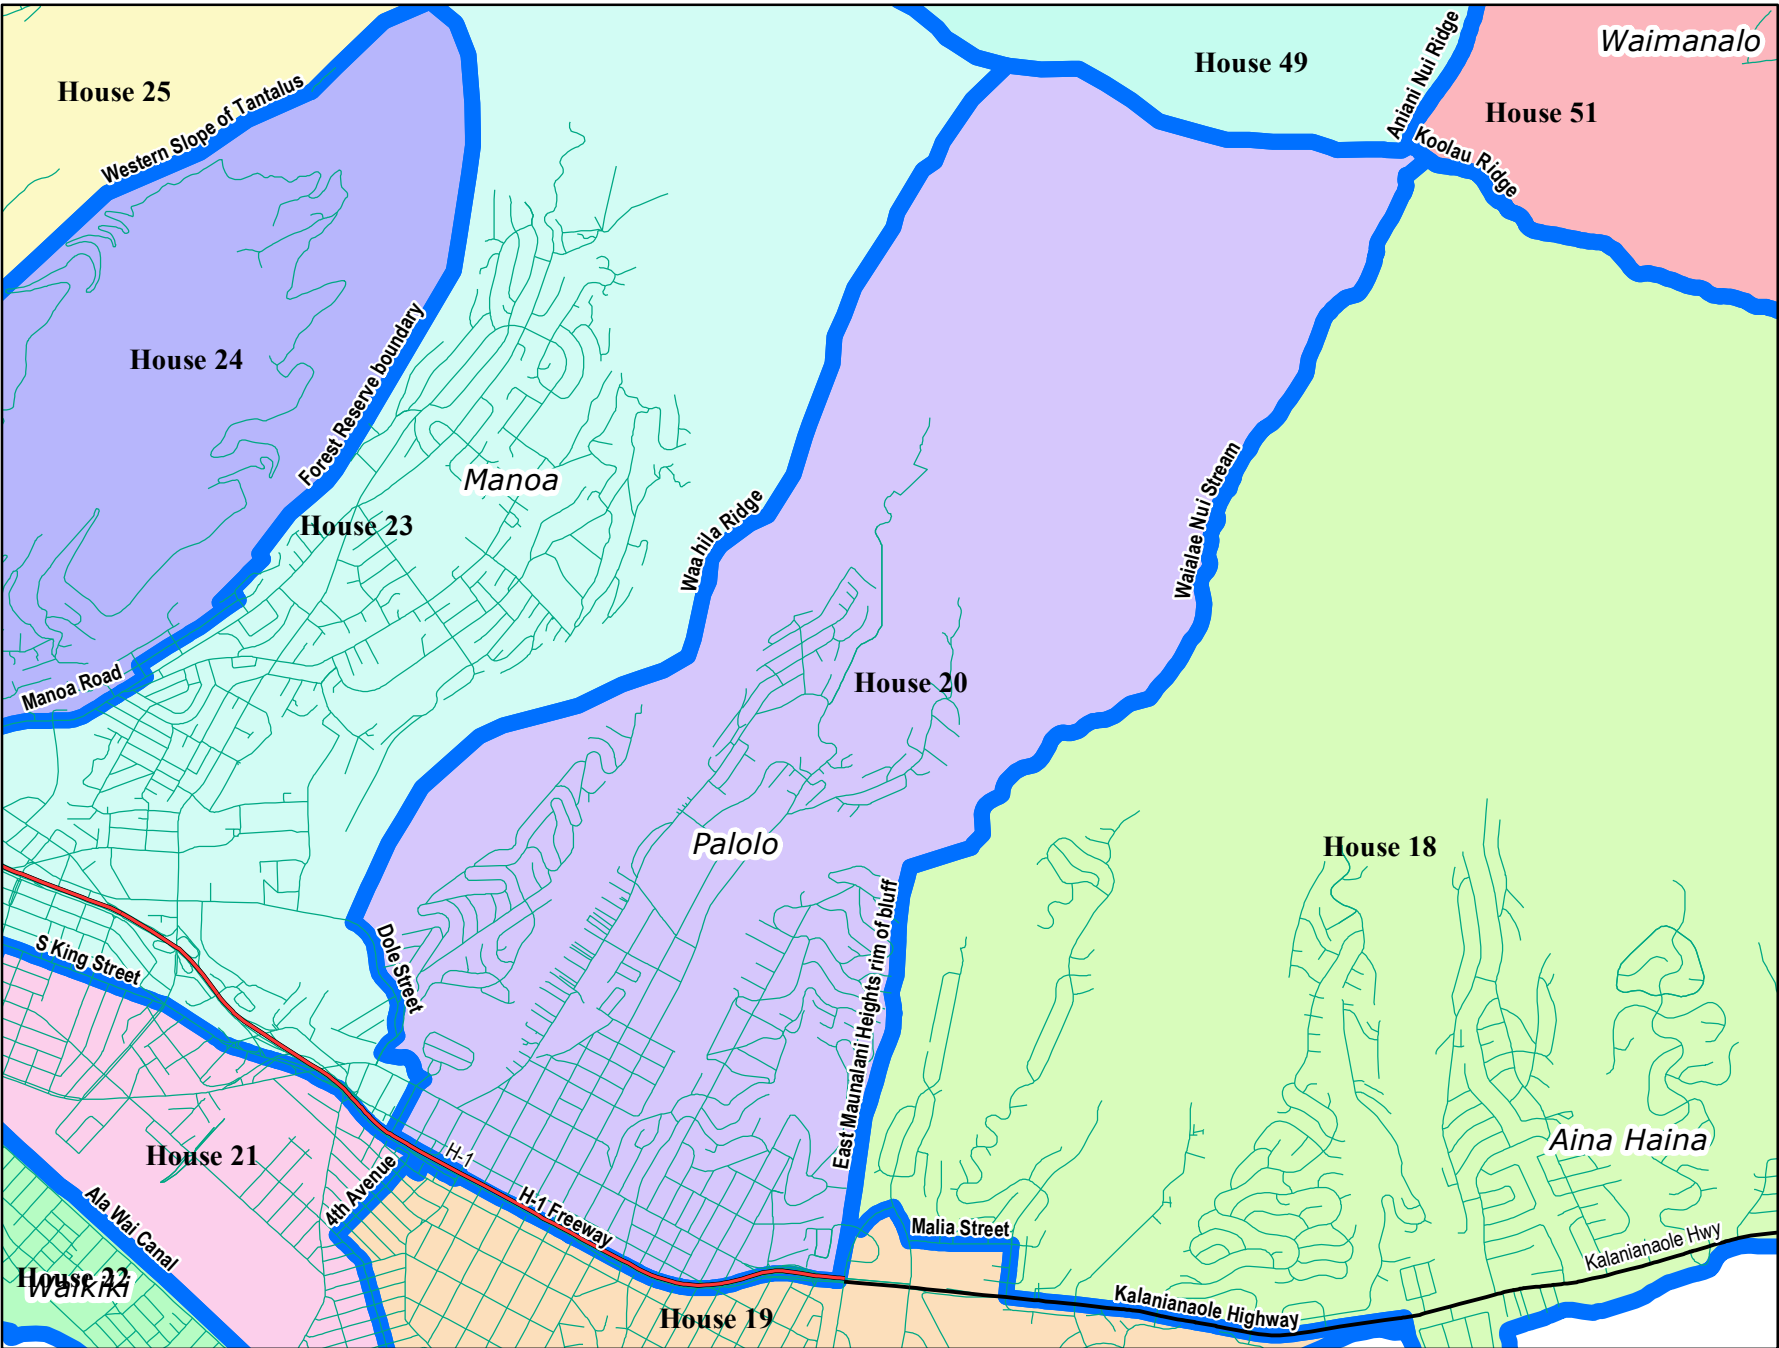 Waimanalo
House 49
House 25
House 51
Aniani Nui Ridge
Koolau Ridge
Western Slope of Tantalus
House 24
Forest Reserve boundary
Manoa
House 23
Waahila Ridge
Waialae Nui Stream
Manoa Road
House 20
Palolo
House 18
East Maunalani Heights rim of bluff
Dole Street
S King Street
House 21
H-1
4th Avenue
H-1 Freeway
Aina Haina
Ala Wai Canal
Malia Street
Kalanianaole Hwy
House 22
Waikiki
Kalanianaole Highway
House 19